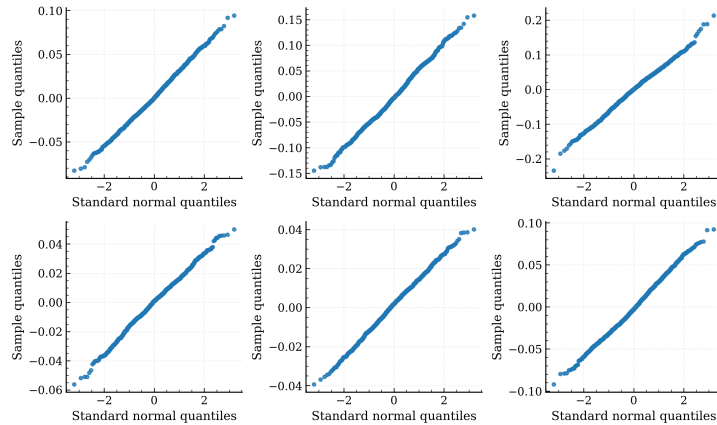 0.10
0.05
0.00
−0.05
Sample quantiles
−2 0 2
Standard normal quantiles
0.15
0.10
0.05
0.00
−0.05
−0.10
−0.15
Sample quantiles
−2 0 2
Standard normal quantiles
0.2
0.1
0.0
−0.1
−0.2
Sample quantiles
−2 0 2
Standard normal quantiles
0.04
0.02
0.00
−0.02
−0.04
−0.06
Sample quantiles
−2 0 2
Standard normal quantiles
0.04
0.02
0.00
−0.02
−0.04
Sample quantiles
−2 0 2
Standard normal quantiles
0.10
0.05
0.00
−0.05
−0.10
Sample quantiles
−2 0 2
Standard normal quantiles